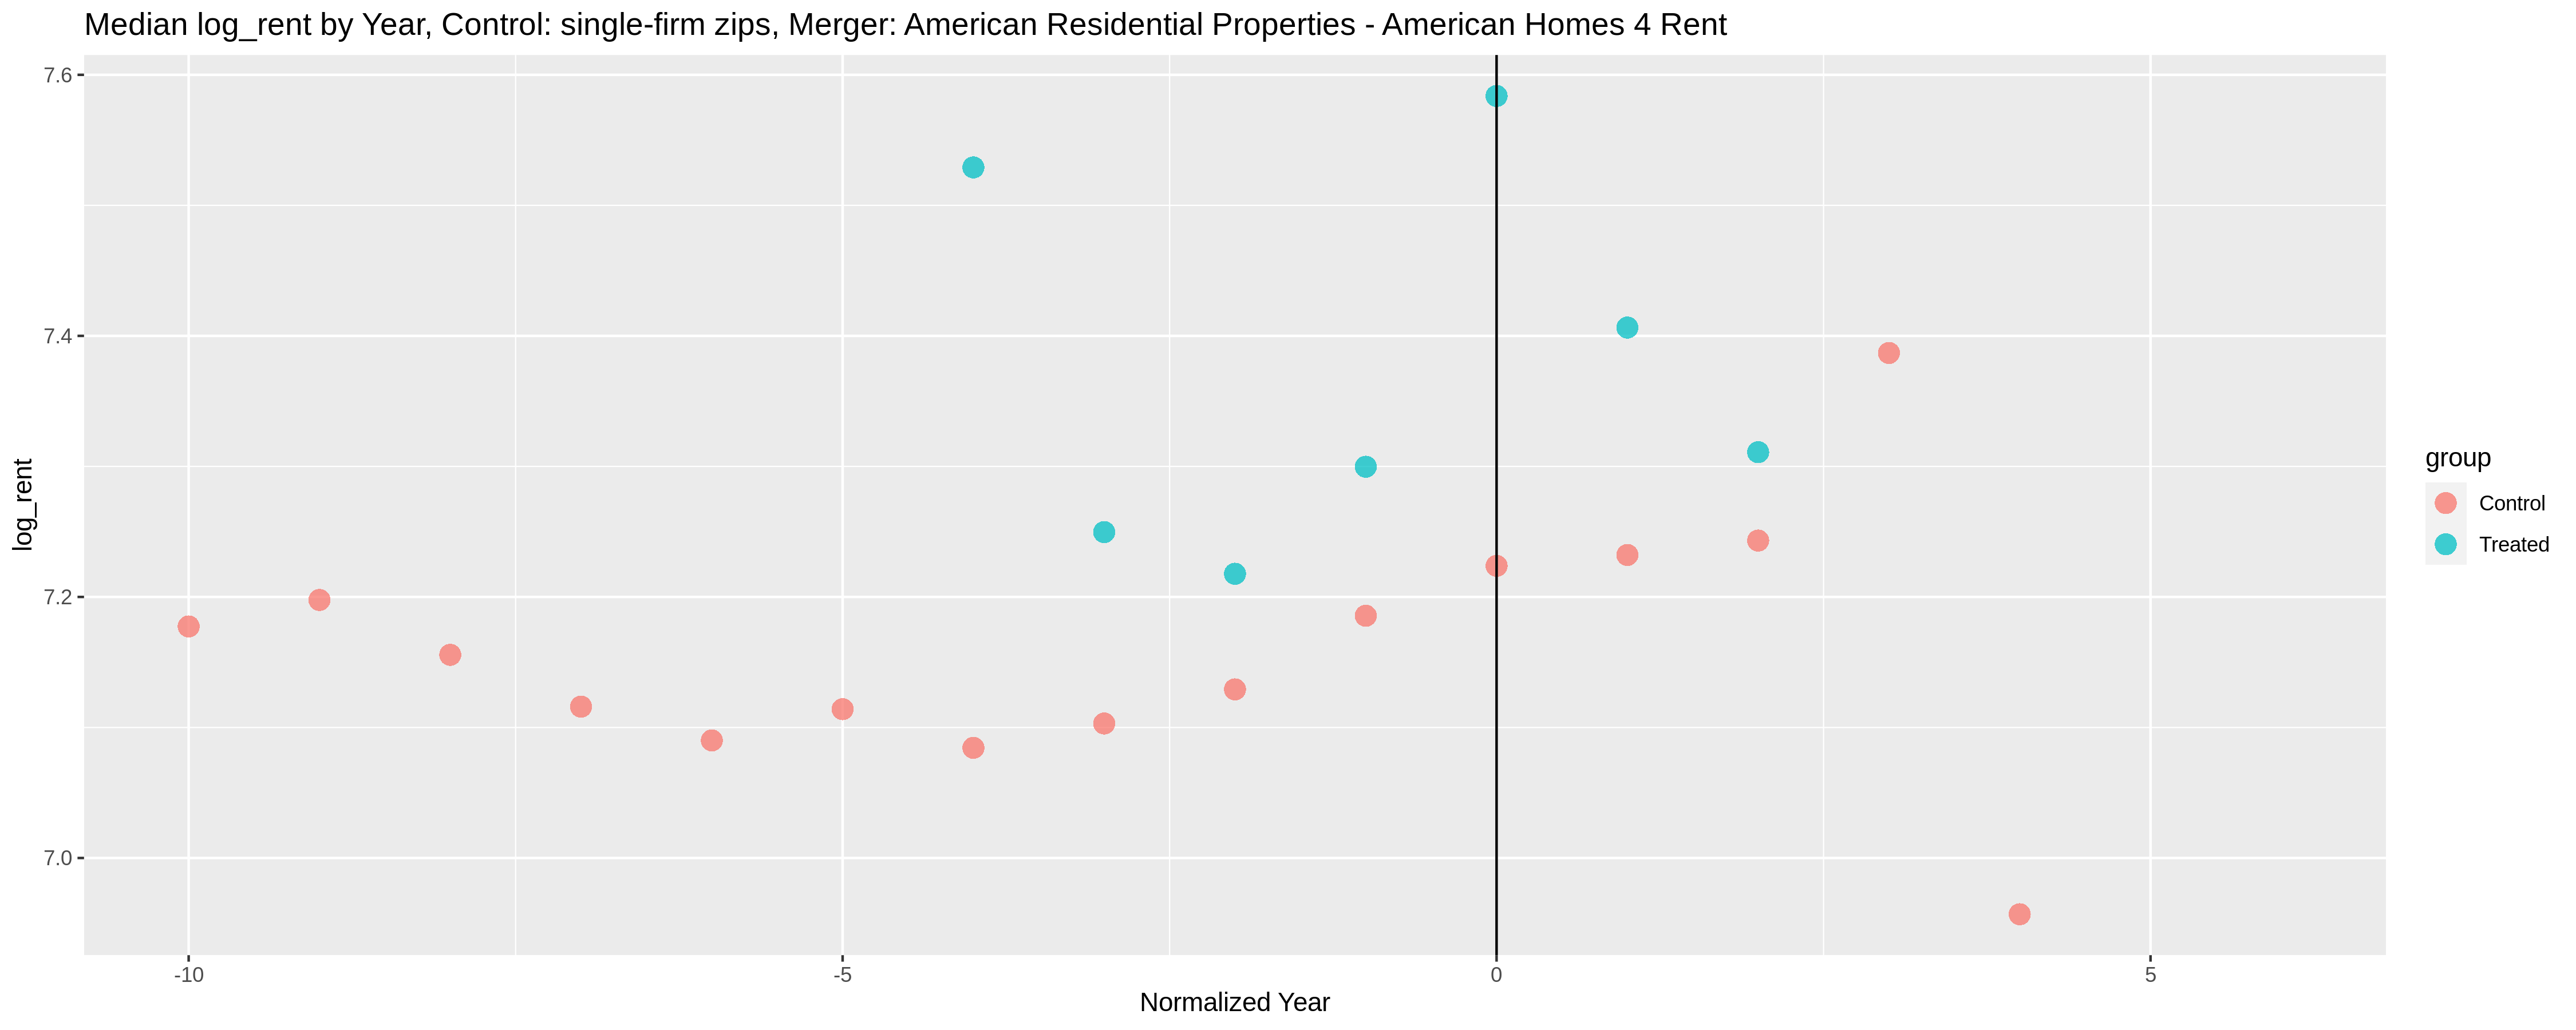 Median log_rent by Year, Control: single-firm zips, Merger: American Residential Properties - American Homes 4 Rent
7.6
7.4
7.2
7.0
log_rent
-10
-5
0
5
Normalized Year
group
Control
Treated